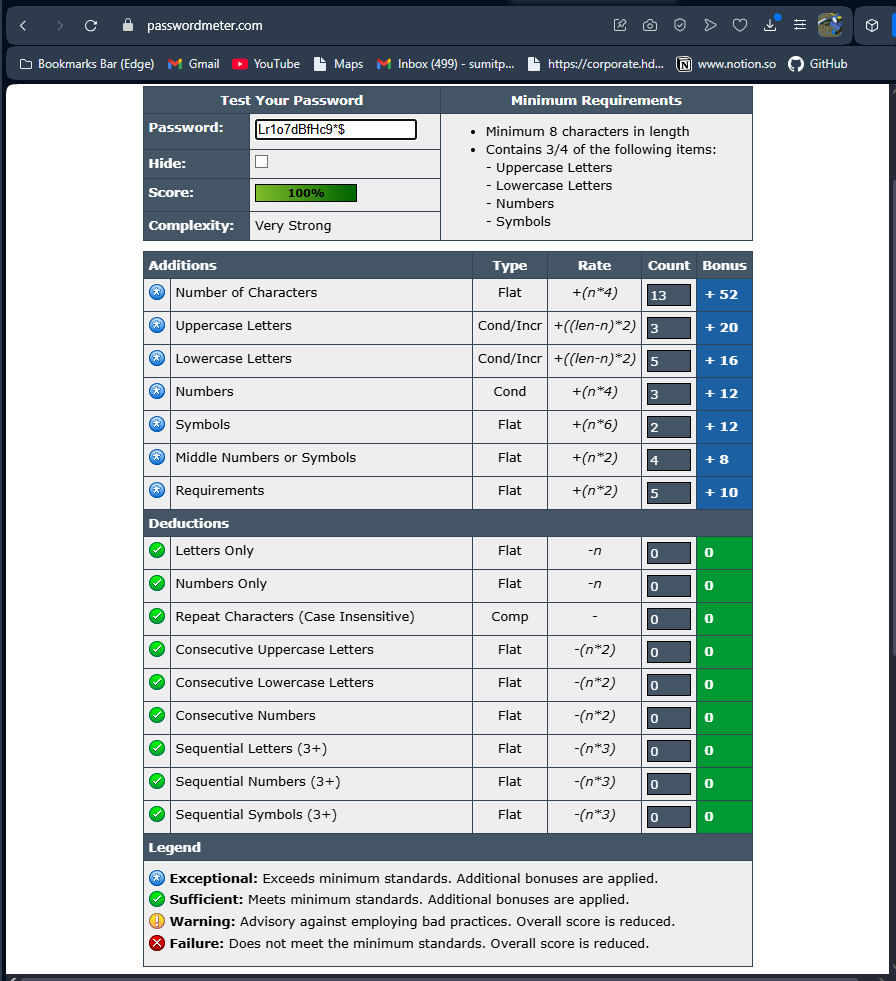 passwordmeter.com
Bookmarks Bar (Edge) Gmail YouTube Maps Inbox (499) - sumitp... https://corporate.hd... www.notion.so GitHub
Test Your Password Minimum Requirements
Password: Lr1o7dBfHc9*$
Hide:
Score: 100%
Complexity: Very Strong
• Minimum 8 characters in length
• Contains 3/4 of the following items:
- Uppercase Letters
- Lowercase Letters
- Numbers
- Symbols
Additions Type Rate Count Bonus
Number of Characters Flat +(n*4) 13 + 52
Uppercase Letters Cond/Incr +((len-n)*2) 3 + 20
Lowercase Letters Cond/Incr +((len-n)*2) 5 + 16
Numbers Cond +(n*4) 3 + 12
Symbols Flat +(n*6) 2 + 12
Middle Numbers or Symbols Flat +(n*2) 4 + 8
Requirements Flat +(n*2) 5 + 10
Deductions
Letters Only Flat -n 0 0
Numbers Only Flat -n 0 0
Repeat Characters (Case Insensitive) Comp - 0 0
Consecutive Uppercase Letters Flat -(n*2) 0 0
Consecutive Lowercase Letters Flat -(n*2) 0 0
Consecutive Numbers Flat -(n*2) 0 0
Sequential Letters (3+) Flat -(n*3) 0 0
Sequential Numbers (3+) Flat -(n*3) 0 0
Sequential Symbols (3+) Flat -(n*3) 0 0
Legend
Exceptional: Exceeds minimum standards. Additional bonuses are applied.
Sufficient: Meets minimum standards. Additional bonuses are applied.
Warning: Advisory against employing bad practices. Overall score is reduced.
Failure: Does not meet the minimum standards. Overall score is reduced.